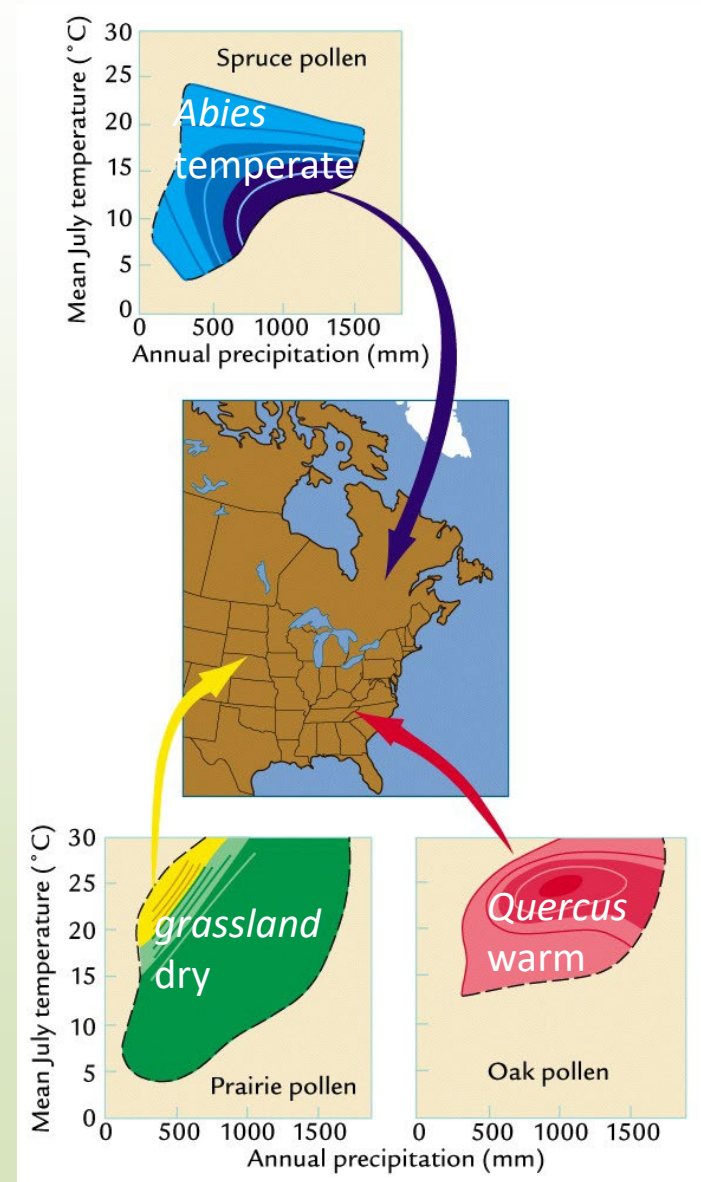 Mean July temperature (°C)
30
25
20
15
10
5
0
Spruce pollen
Abies
temperate
0 500 1000 1500
Annual precipitation (mm)
Mean July temperature (°C)
30
25
20
15
10
5
0
grassland
dry
Prairie pollen
0 500 1000 1500
Quercus
warm
Oak pollen
0 500 1000 1500
Annual precipitation (mm)